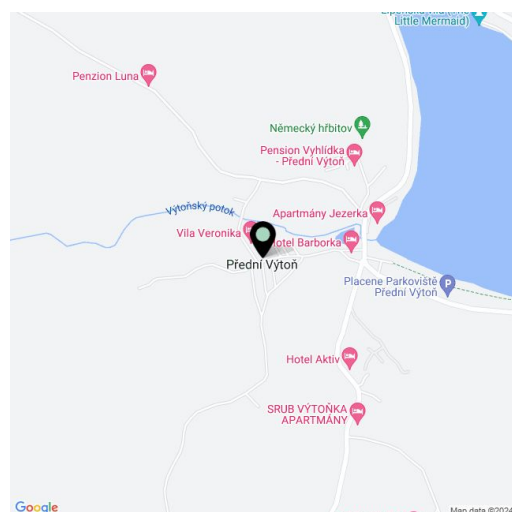 Little Mermaid)
Penzion Luna
Německý hřbitov
Pension Vyhlídka
- Přední Výtoň
Výtoňský potok
Apartmány Jezerka
Vila Veronika
Hotel Barborka
Přední Výtoň
Placene Parkoviště
Přední Výtoň
P
Hotel Aktiv
SRUB VÝTOŇKA
APARTMÁNY
Google
Map data ©2024